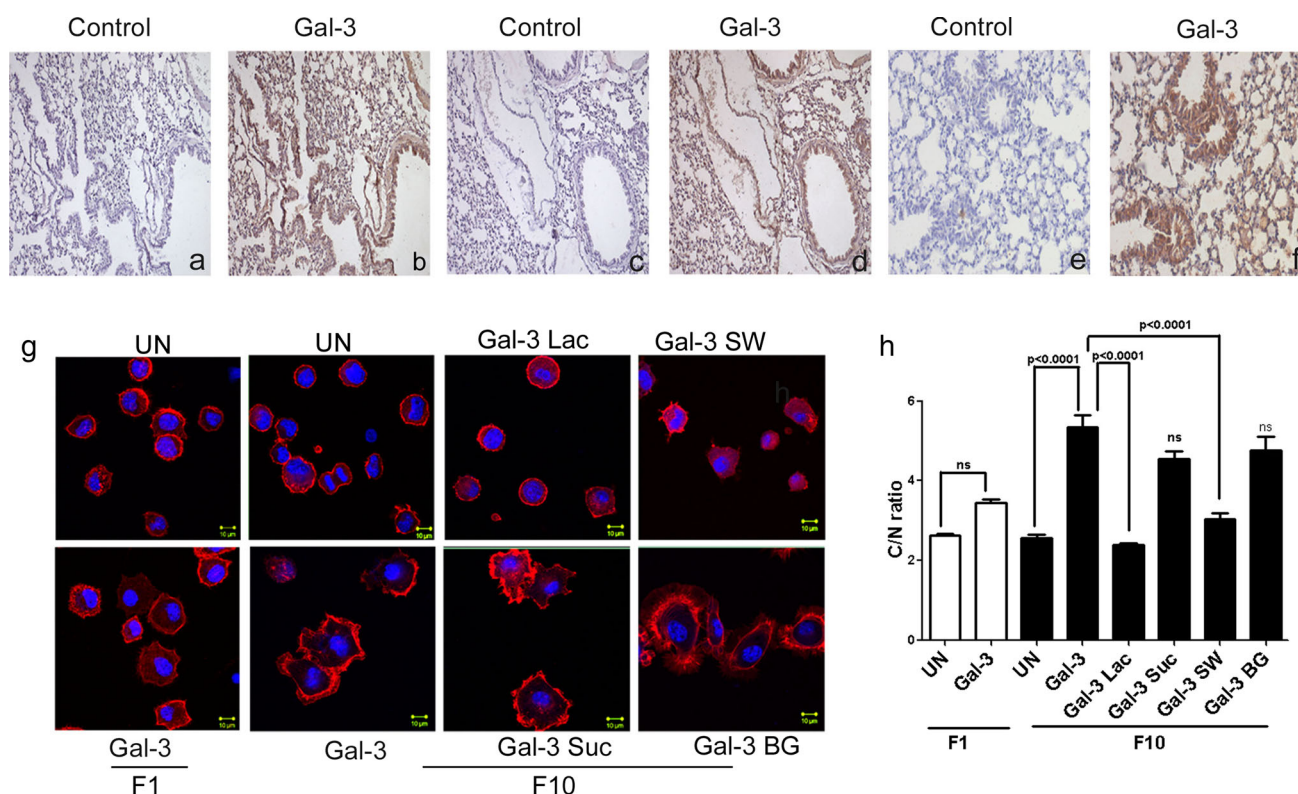 Control Gal-3 Control Gal-3 Control Gal-3
a b c d e f
g
UN UN Gal-3 Lac Gal-3 SW
h
10 µm 10 µm 10 µm 10 µm
10 µm 10 µm 10 µm 10 µm
Gal-3 Gal-3 Gal-3 Suc Gal-3 BG
F1 F10
h
p<0.0001
p<0.0001 p<0.0001
ns ns ns
C/N ratio
6
4
2
0
UN Gal-3 UN Gal-3 Gal-3 Lac Gal-3 Suc Gal-3 SW Gal-3 BG
F1 F10